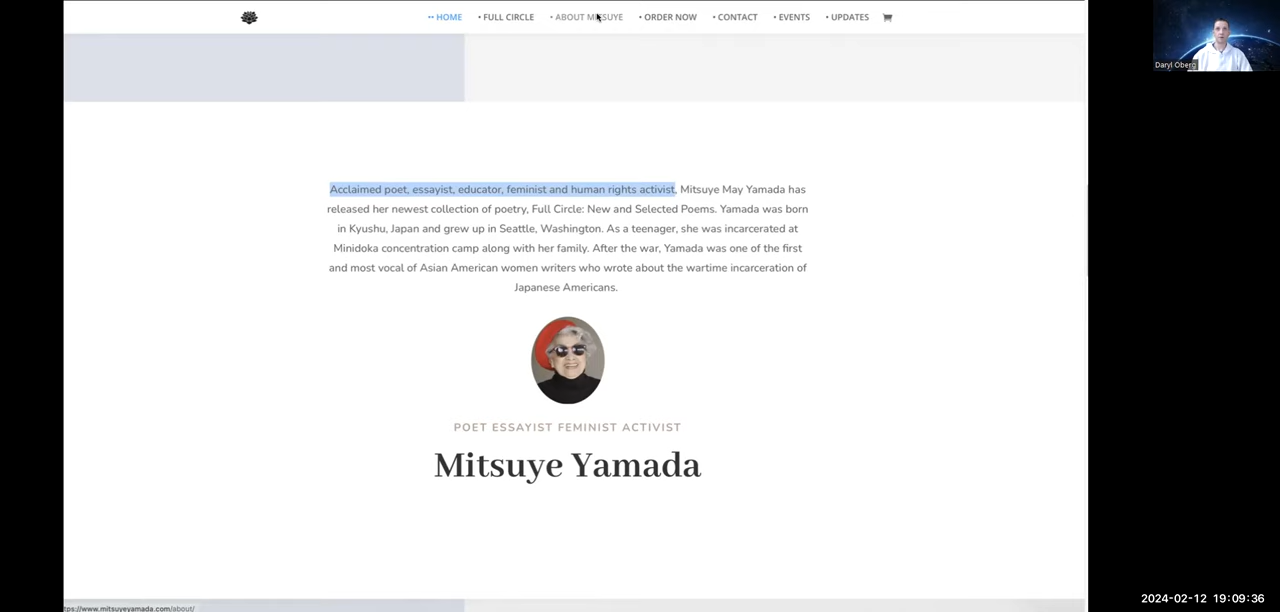 •• HOME • FULL CIRCLE • ABOUT MITSUYE • ORDER NOW • CONTACT • EVENTS • UPDATES
Daryl Oberg
Acclaimed poet, essayist, educator, feminist and human rights activist, Mitsuye May Yamada has
released her newest collection of poetry, Full Circle: New and Selected Poems. Yamada was born
in Kyushu, Japan and grew up in Seattle, Washington. As a teenager, she was incarcerated at
Minidoka concentration camp along with her family. After the war, Yamada was one of the first
and most vocal of Asian American women writers who wrote about the wartime incarceration of
Japanese Americans.
POET ESSAYIST FEMINIST ACTIVIST
Mitsuye Yamada
2024-02-12 19:09:36
ttps://www.mitsuyeyamada.com/about/